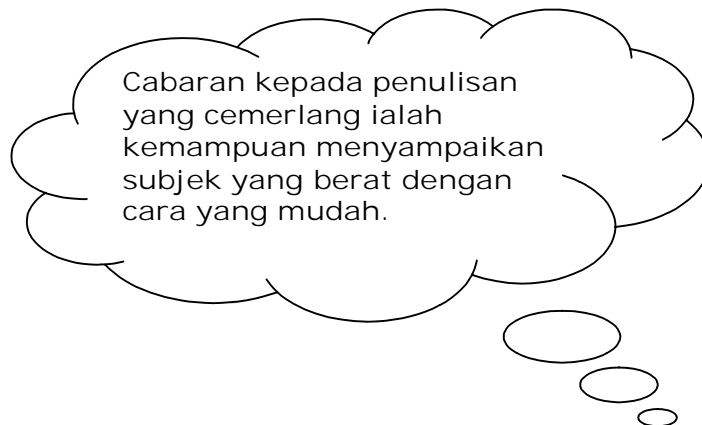 Cabaran kepada penulisan
yang cemerlang ialah
kemampuan menyampaikan
subjek yang berat dengan
cara yang mudah.